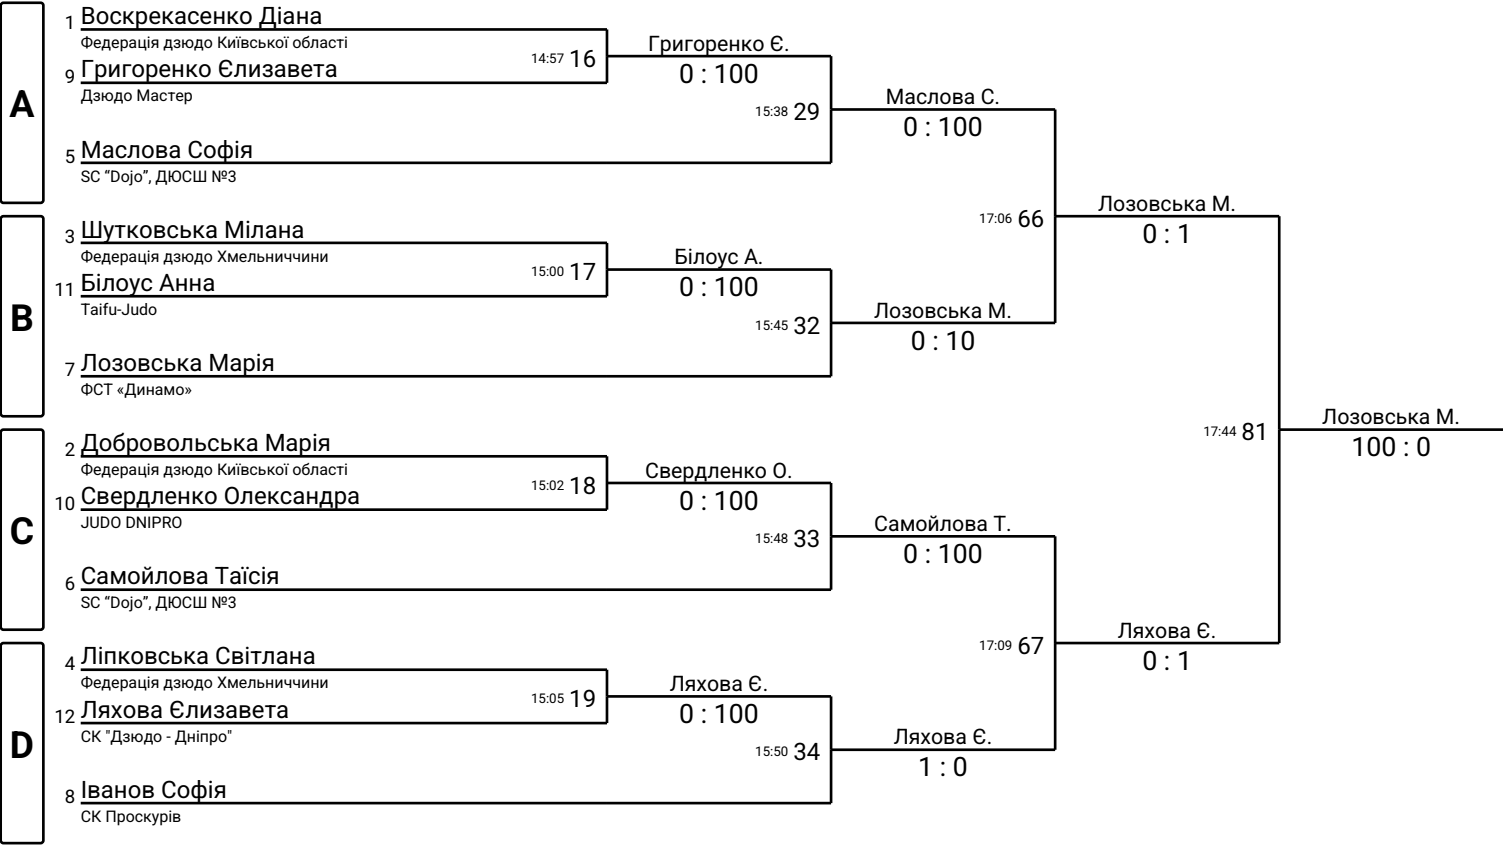 A
1 Воскрекасенко Діана
Федерація дзюдо Київської області
14:57 16
9 Григоренко Єлизавета
Дзюдо Мастер
Григоренко Є.
0 : 100
15:38 29
5 Маслова Софія
SC “Dojo”, ДЮСШ №3
Маслова С.
0 : 100
B
3 Шутковська Мілана
Федерація дзюдо Хмельниччини
15:00 17
11 Білоус Анна
Taifu-Judo
Білоус А.
0 : 100
15:45 32
7 Лозовська Марія
ФСТ «Динамо»
Лозовська М.
0 : 10
17:06 66
Лозовська М.
0 : 1
C
2 Добровольська Марія
Федерація дзюдо Київської області
15:02 18
10 Свердленко Олександра
JUDO DNIPRO
Свердленко О.
0 : 100
15:48 33
6 Самойлова Таїсія
SC “Dojo”, ДЮСШ №3
Самойлова Т.
0 : 100
D
4 Ліпковська Світлана
Федерація дзюдо Хмельниччини
15:05 19
12 Ляхова Єлизавета
СК "Дзюдо - Дніпро"
Ляхова Є.
0 : 100
15:50 34
8 Іванов Софія
СК Проскурів
Ляхова Є.
1 : 0
17:09 67
Ляхова Є.
0 : 1
17:44 81
Лозовська М.
100 : 0